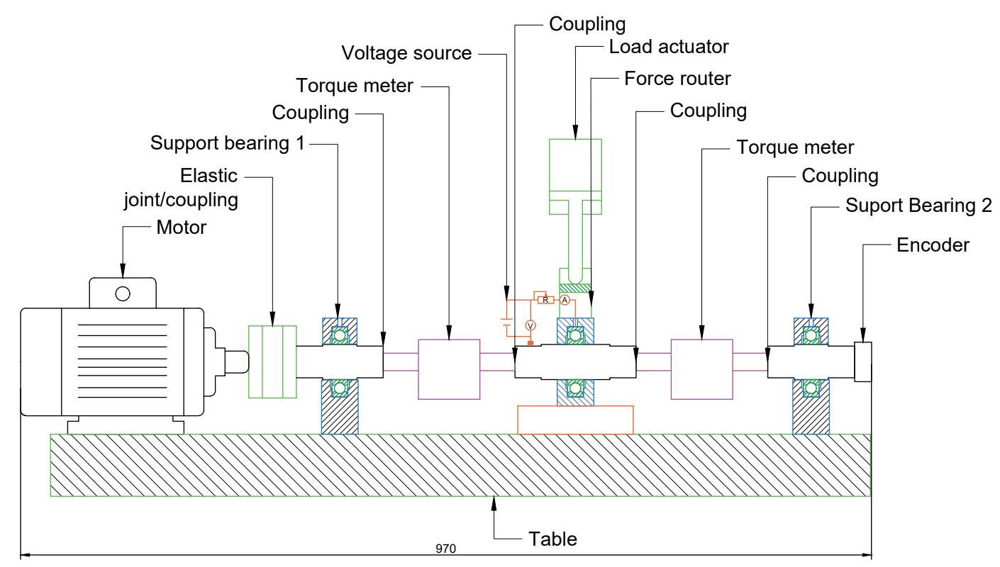 Coupling
Load actuator
Voltage source
Force router
Torque meter
Coupling
Coupling
Support bearing 1
Torque meter
Elastic
joint/coupling
Coupling
Suport Bearing 2
Motor
Encoder
R
A
V
Table
970